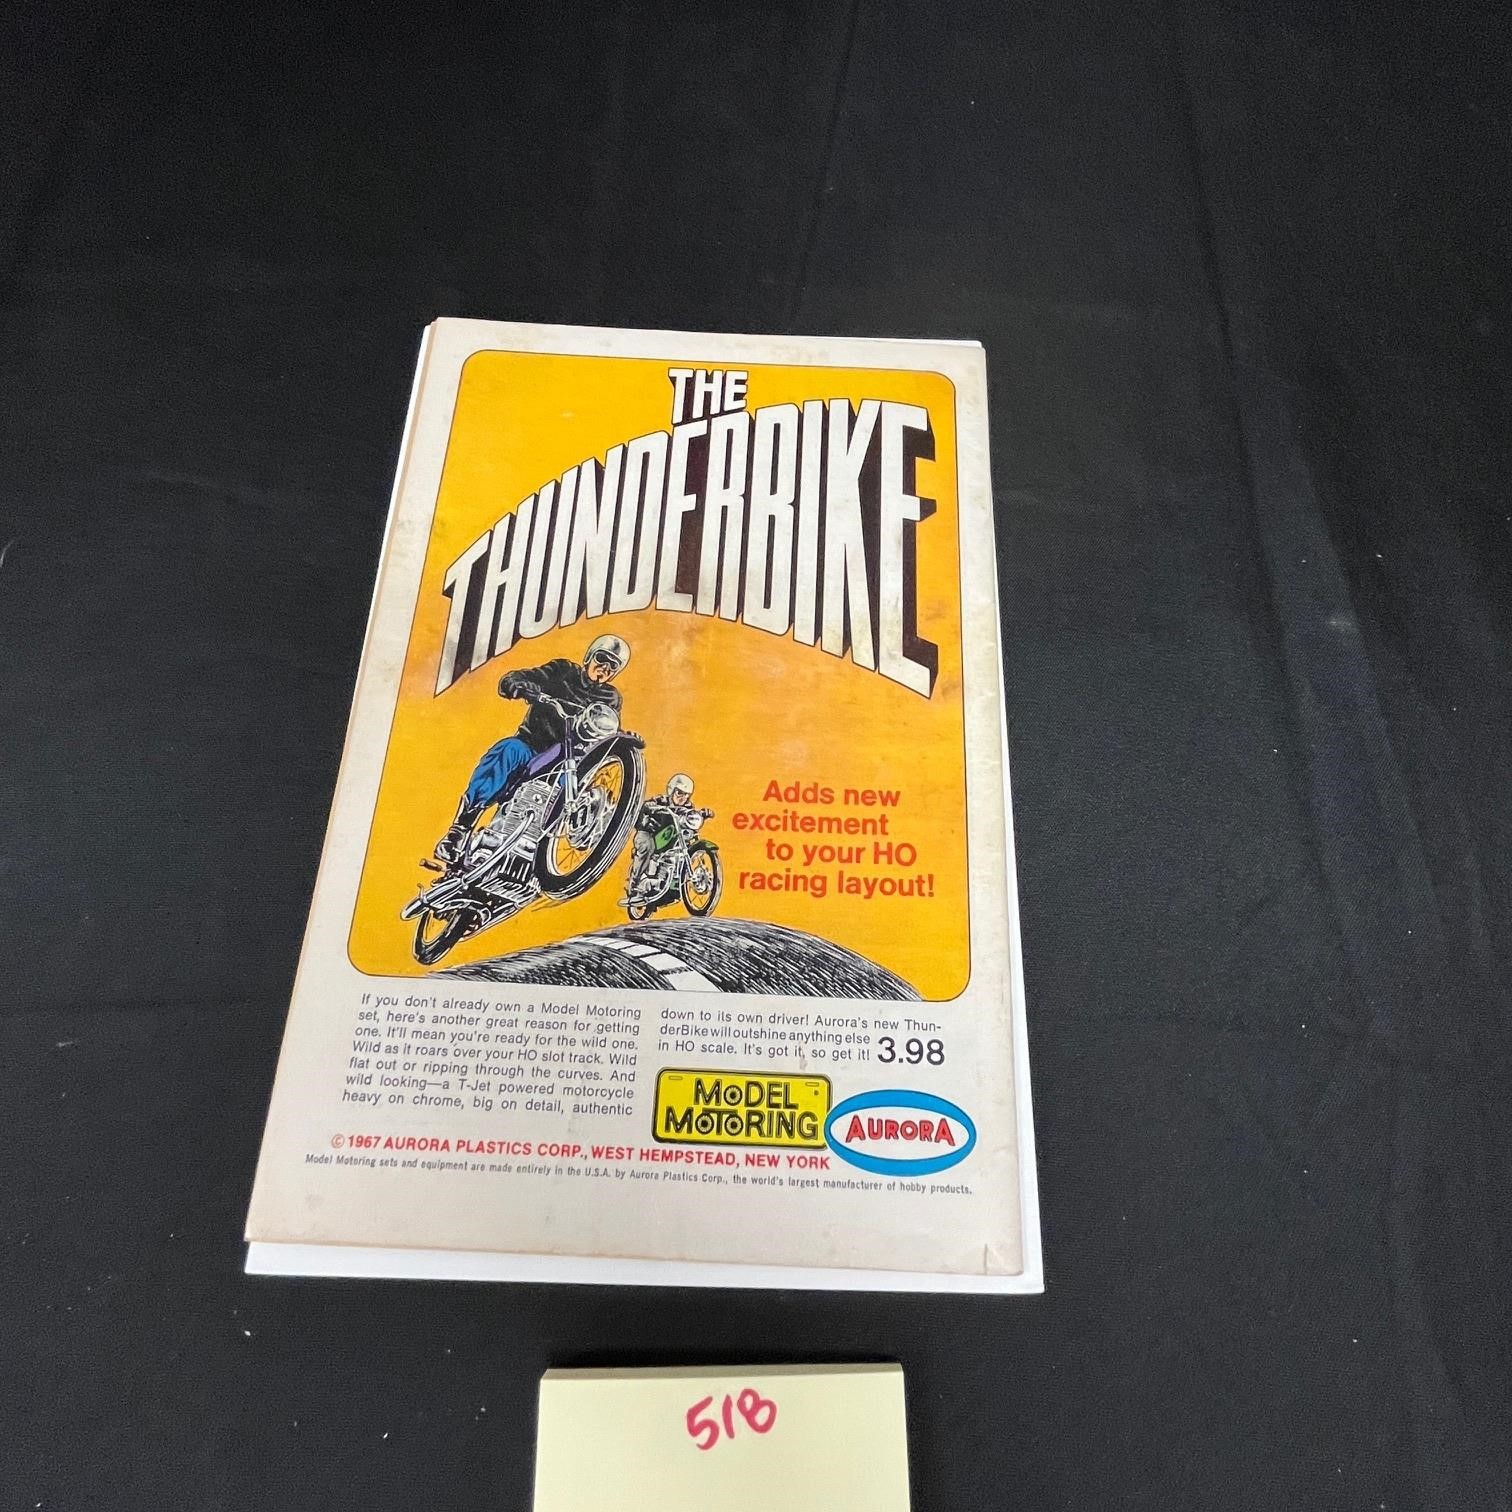 THE
THUNDERBIKE
Adds new
excitement
to your HO
racing layout!
If you don't already own a Model Motoring
set, here's another great reason for getting
one. It'll mean you're ready for the wild one.
Wild as it roars over your HO slot track. Wild
flat out or ripping through the curves. And
wild looking—a T-Jet powered motorcycle
heavy on chrome, big on detail, authentic
down to its own driver! Aurora's new Thun-
derBike will outshine anything else
in HO scale. It's got it, so get it!
3.98
MODEL
MOTORING
AURORA
© 1967 AURORA PLASTICS CORP., WEST HEMPSTEAD, NEW YORK
Model Motoring sets and equipment are made entirely in the U.S.A. by Aurora Plastics Corp., the world's largest manufacturer of hobby products.
518